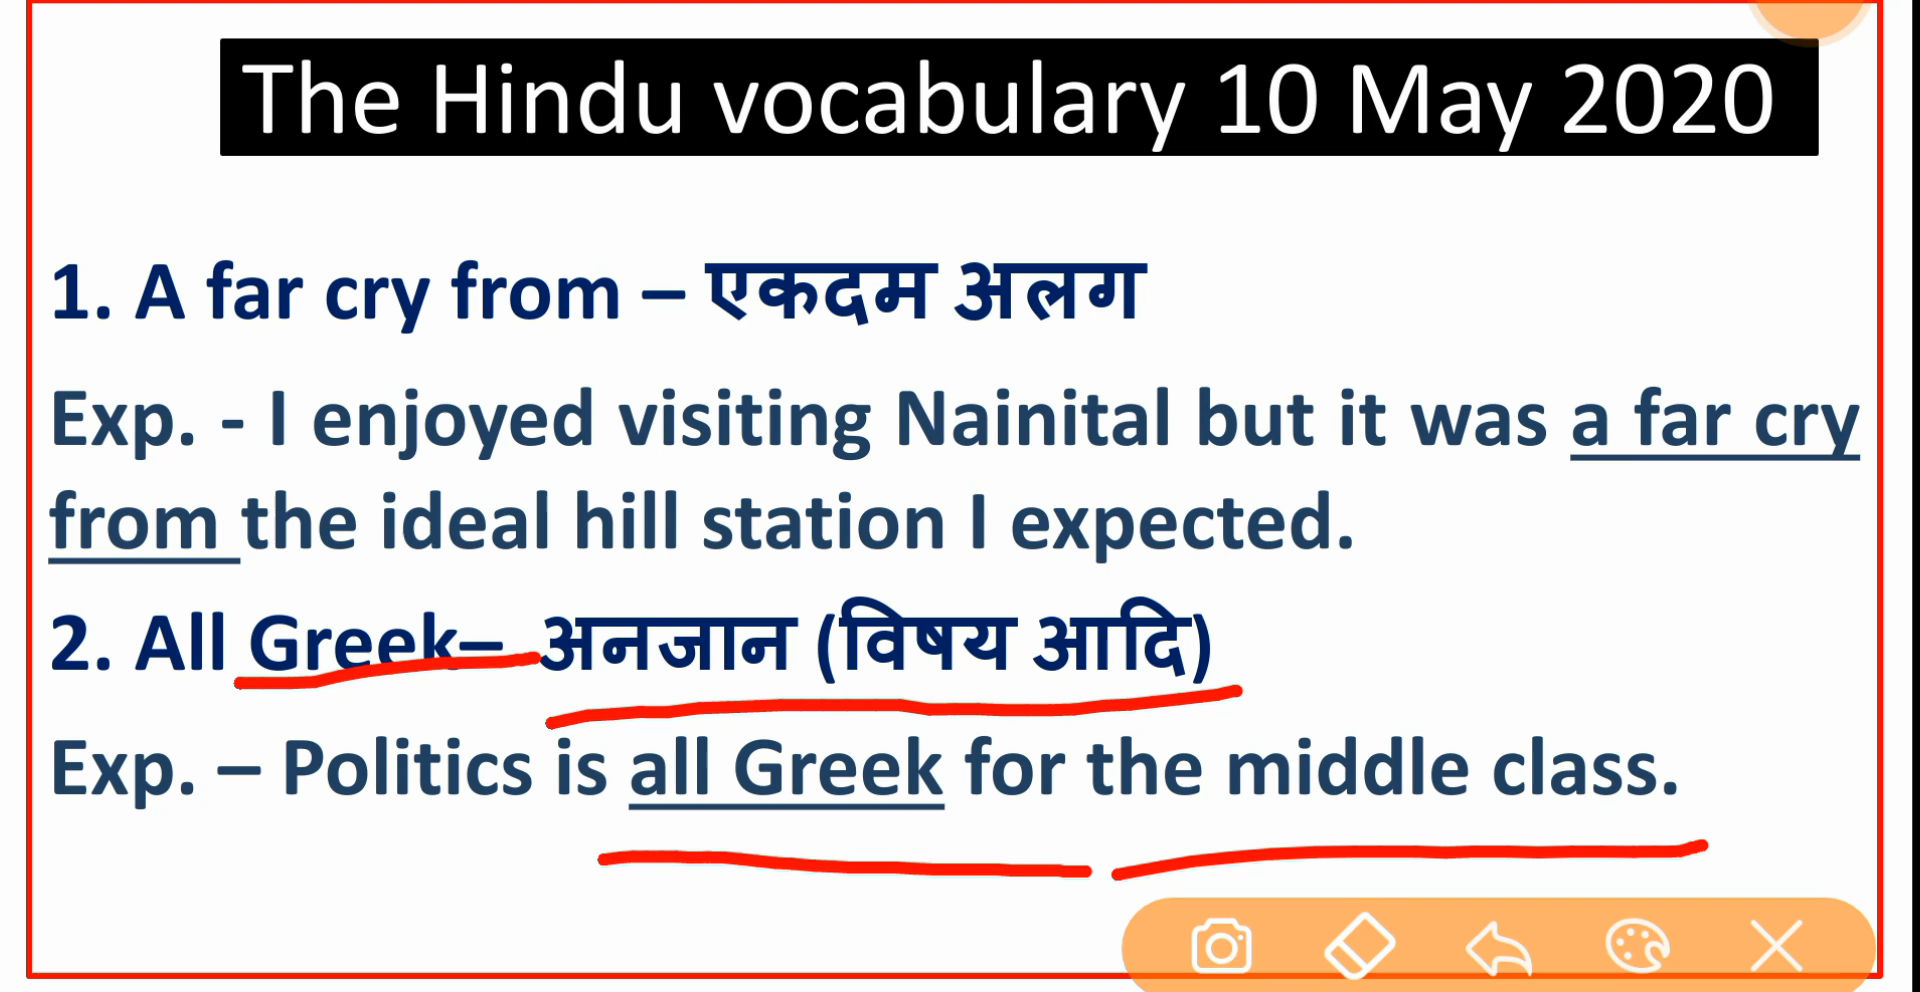 The Hindu vocabulary 10 May 2020
1. A far cry from – एकदम अलग
Exp. - I enjoyed visiting Nainital but it was a far cry
from the ideal hill station I expected.
2. All Greek– अनजान (विषय आदि)
Exp. – Politics is all Greek for the middle class.